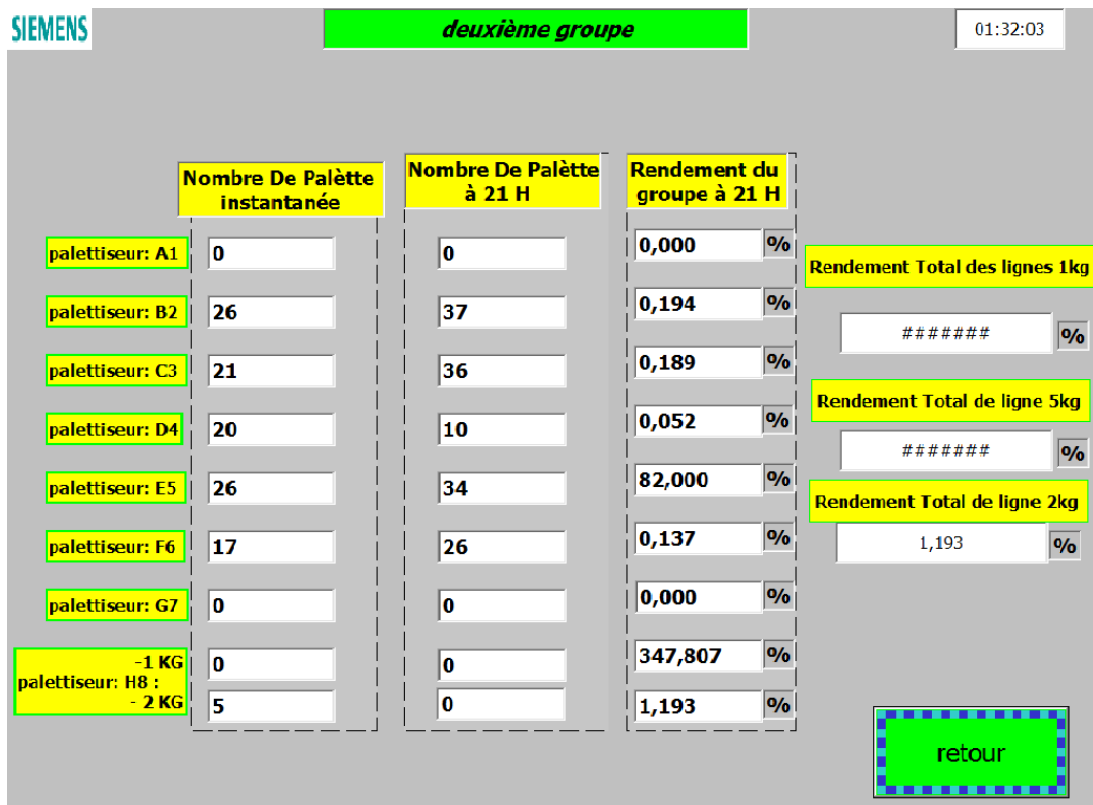 SIEMENS
deuxième groupe
01:32:03
Nombre De Palètte
instantanée
Nombre De Palètte
à 21 H
Rendement du
groupe à 21 H
palettiseur: A1 0 0 0,000 %
palettiseur: B2 26 37 0,194 %
palettiseur: C3 21 36 0,189 %
palettiseur: D4 20 10 0,052 %
palettiseur: E5 26 34 82,000 %
palettiseur: F6 17 26 0,137 %
palettiseur: G7 0 0 0,000 %
-1 KG 0 0 347,807 %
palettiseur: H8 :
- 2 KG 5 0 1,193 %
Rendement Total des lignes 1kg
####### %
Rendement Total de ligne 5kg
####### %
Rendement Total de ligne 2kg
1,193 %
retour